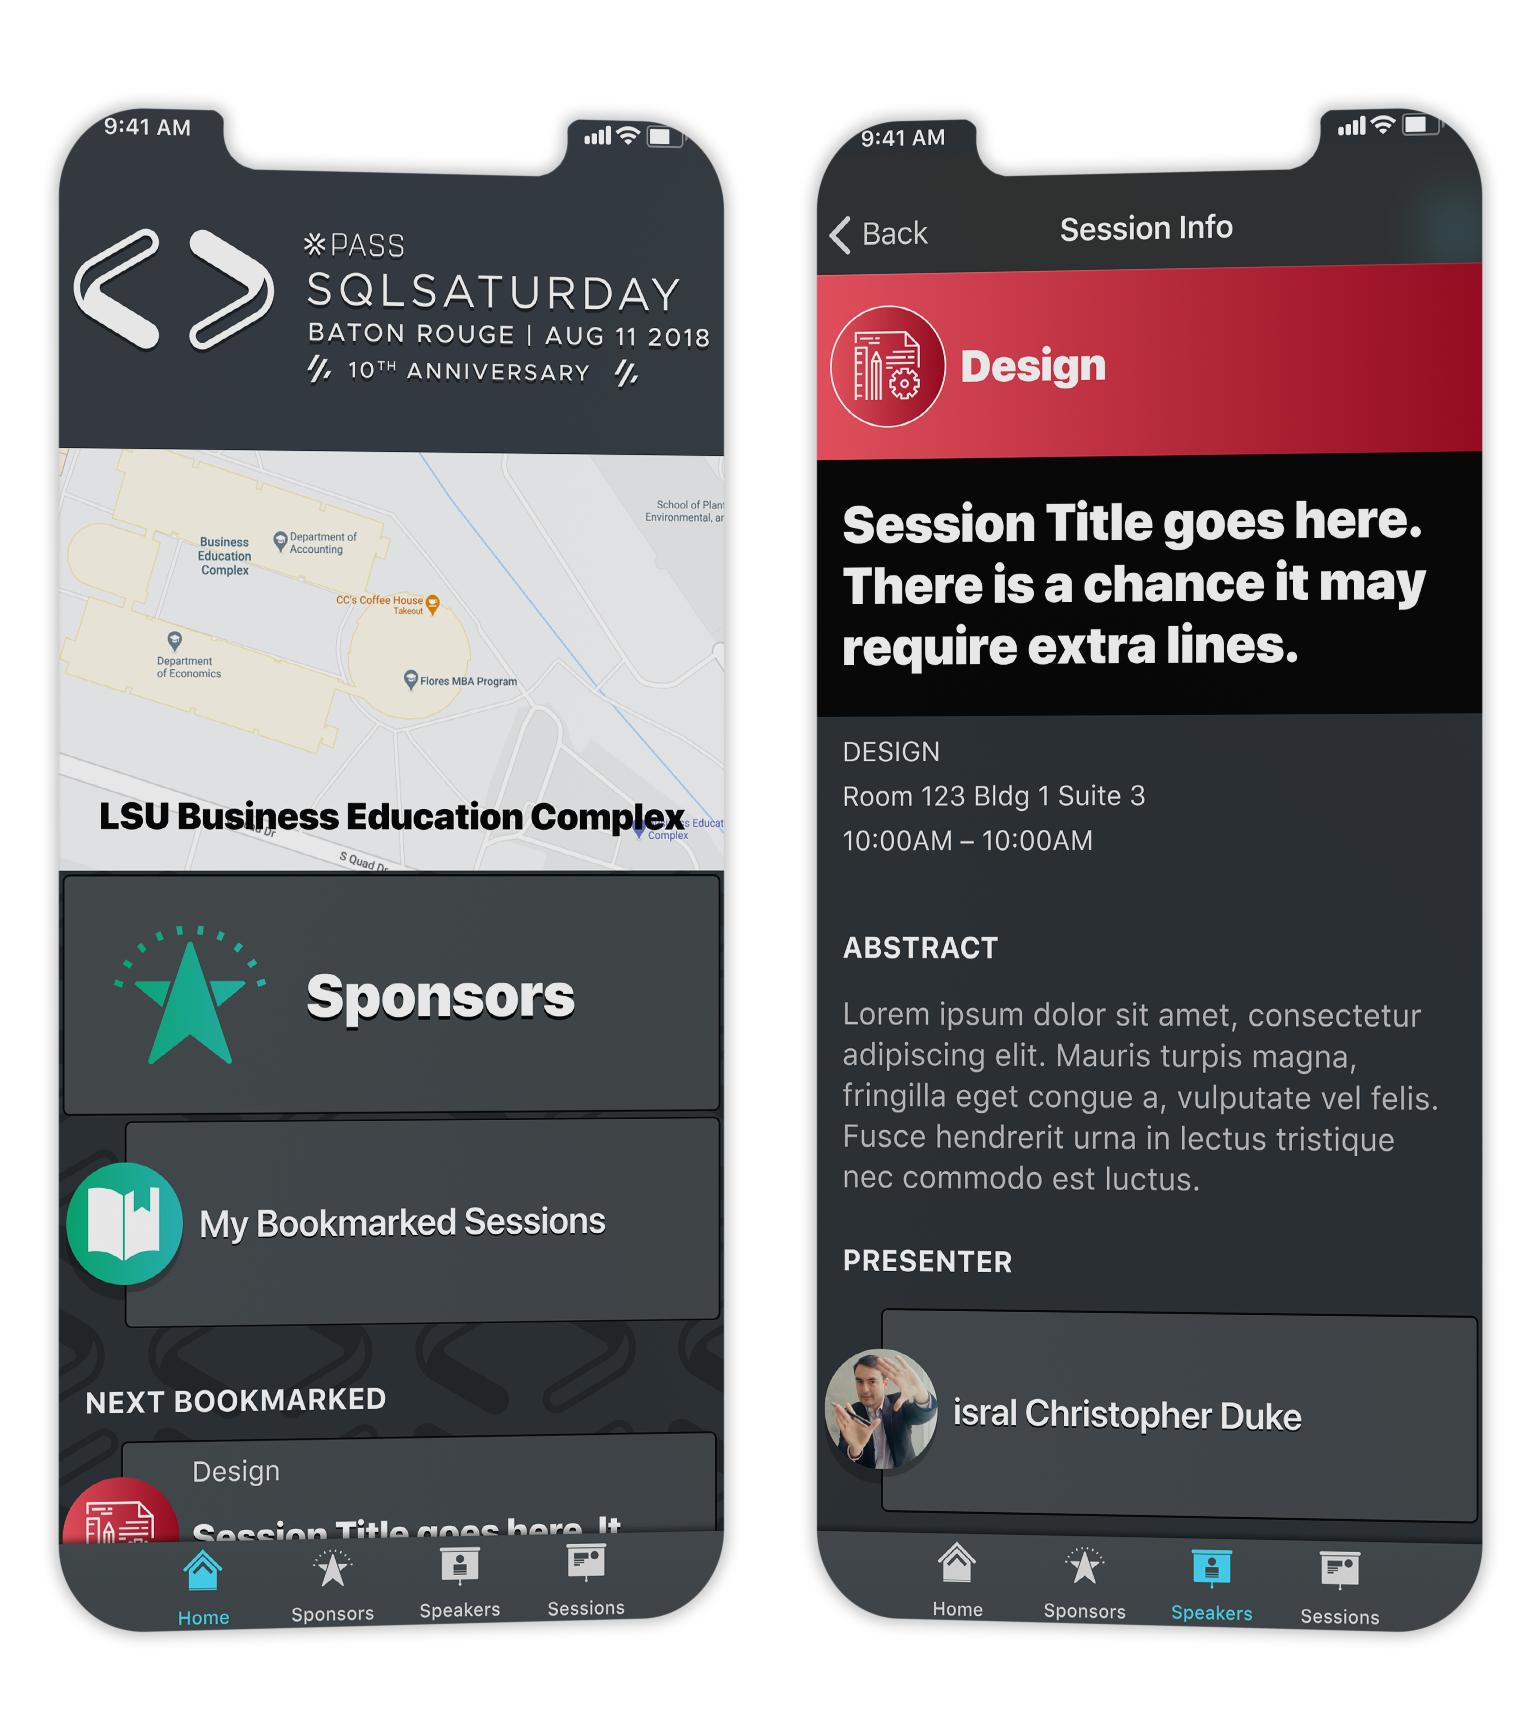 9:41 AM
PASS
SQLSATURDAY
BATON ROUGE | AUG 11 2018
10TH ANNIVERSARY
School of Plant
Environmental, an
Department of
Accounting
Business
Education
Complex
CC's Coffee House
Takeout
Department
of Economics
Flores MBA Program
LSU Business Education Complex
Complex
S Quad Dr
Sponsors
My Bookmarked Sessions
NEXT BOOKMARKED
Design
Session Title goes here. It
Home
Sponsors
Speakers
Sessions
9:41 AM
Back
Session Info
Design
Session Title goes here.
There is a chance it may
require extra lines.
DESIGN
Room 123 Bldg 1 Suite 3
10:00AM – 10:00AM
ABSTRACT
Lorem ipsum dolor sit amet, consectetur
adipiscing elit. Mauris turpis magna,
fringilla eget congue a, vulputate vel felis.
Fusce hendrerit urna in lectus tristique
nec commodo est luctus.
PRESENTER
isral Christopher Duke
Home
Sponsors
Speakers
Sessions